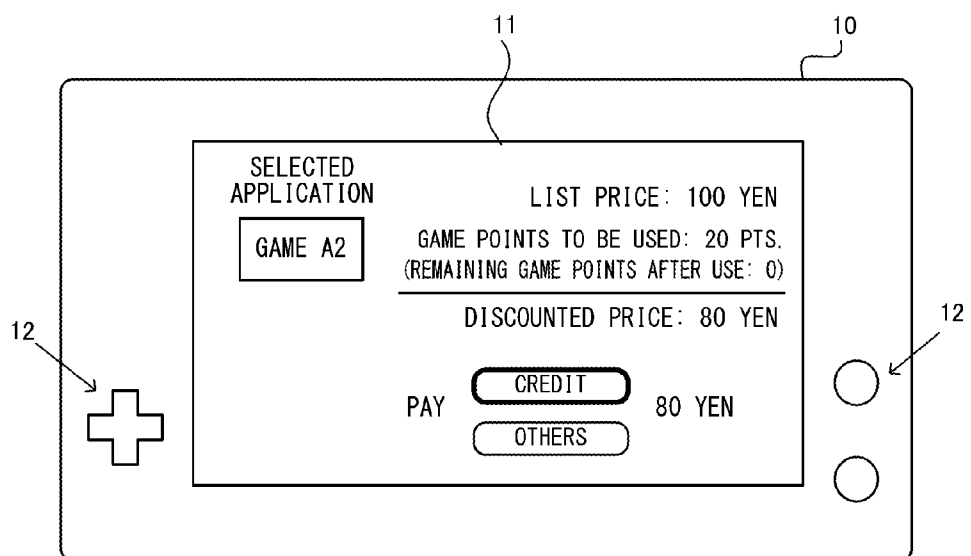 11
10
SELECTED
APPLICATION
GAME A2
LIST PRICE: 100 YEN
GAME POINTS TO BE USED: 20 PTS.
(REMAINING GAME POINTS AFTER USE: 0)
DISCOUNTED PRICE: 80 YEN
12
12
PAY
CREDIT
OTHERS
80 YEN